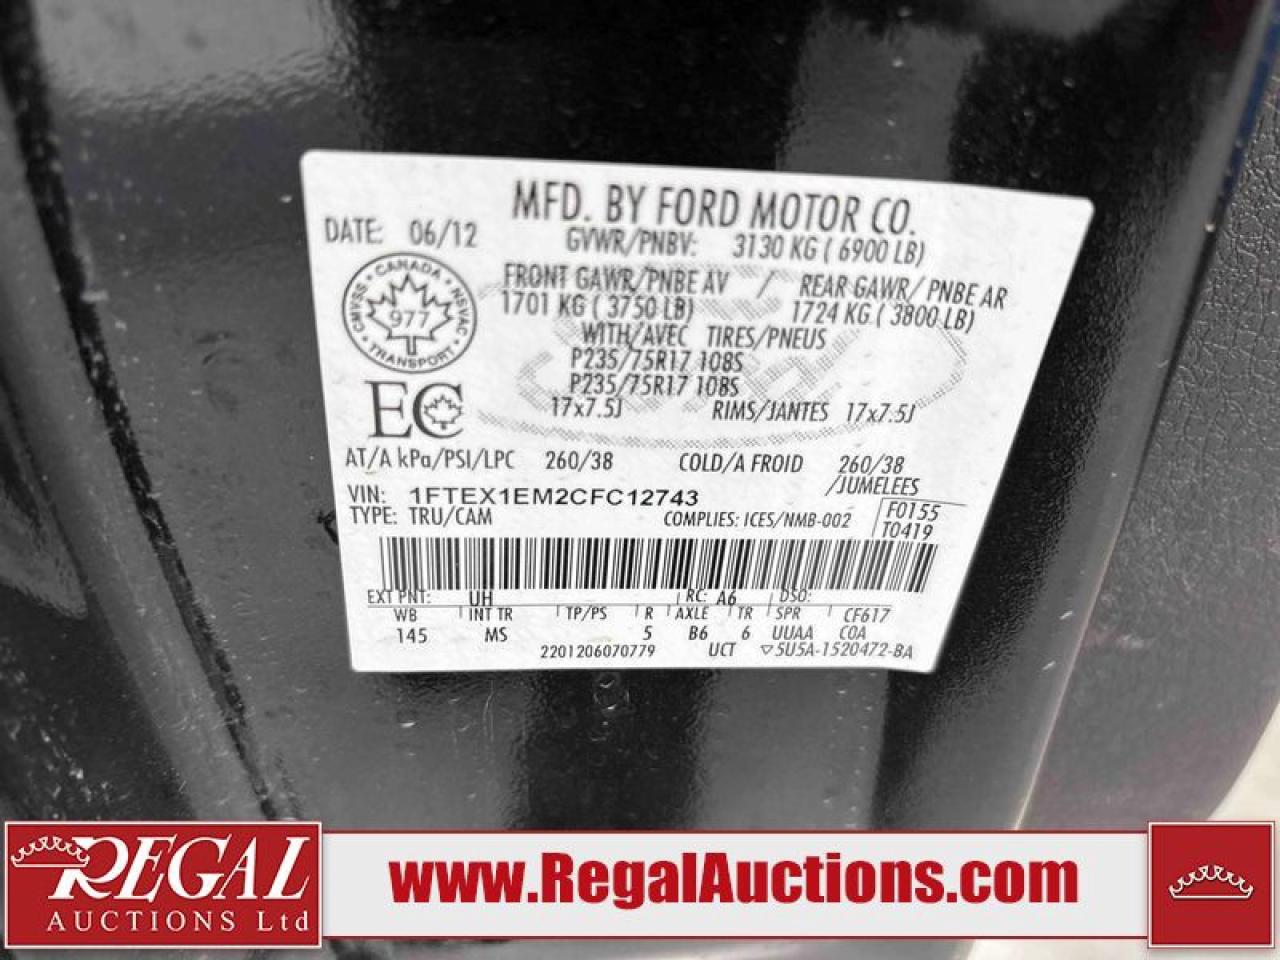 MFD. BY FORD MOTOR CO.
DATE: 06/12
GVWR/PNBV: 3130 KG ( 6900 LB)
FRONT GAWR/PNBE AV / REAR GAWR/ PNBE AR
1701 KG ( 3750 LB) 1724 KG ( 3800 LB)
WITH/AVEC TIRES/PNEUS
P235/75R17 108S
P235/75R17 108S
17x7.5J RIMS/JANTES 17x7.5J
CANADA
CMVSS NSVAC
977
TRANSPORT
EC
AT/A kPa/PSI/LPC 260/38 COLD/A FROID 260/38
/JUMELEES
VIN: 1FTEX1EM2CFC12743
F0155
TYPE: TRU/CAM COMPLIES: ICES/NMB-002
T0419
EXT PNT: UH RC: A6 DSO:
WB INT TR TP/PS R AXLE TR SPR CF617
145 MS 5 B6 6 UUAA COA
2201206070779 UCT ▽5U5A-1520472-BA
REGAL
AUCTIONS Ltd
www.RegalAuctions.com